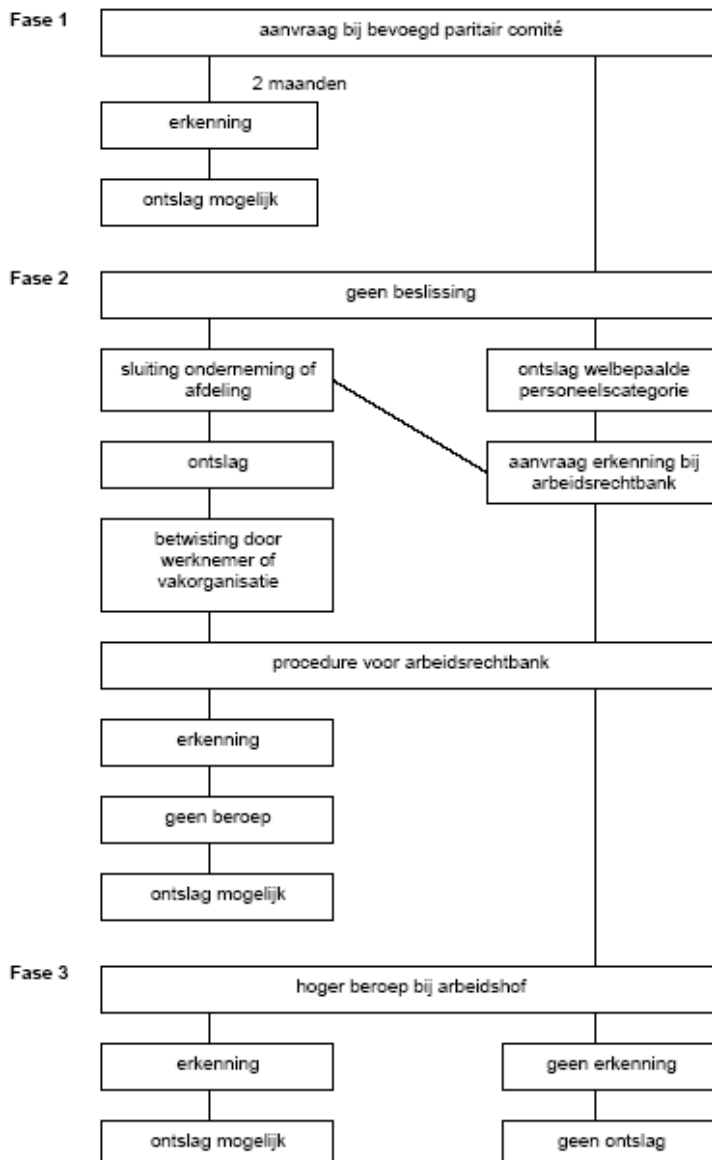 Fase 1
aanvraag bij bevoegd paritair comité
2 maanden
erkenning
ontslag mogelijk
Fase 2
geen beslissing
sluiting onderneming of
afdeling
ontslag welbepaalde
personeelscategorie
ontslag
aanvraag erkenning bij
arbeidsrechtbank
betwisting door
werknemer of
vakorganisatie
procedure voor arbeidsrechtbank
erkenning
geen beroep
ontslag mogelijk
Fase 3
hoger beroep bij arbeidshof
erkenning
geen erkenning
ontslag mogelijk
geen ontslag